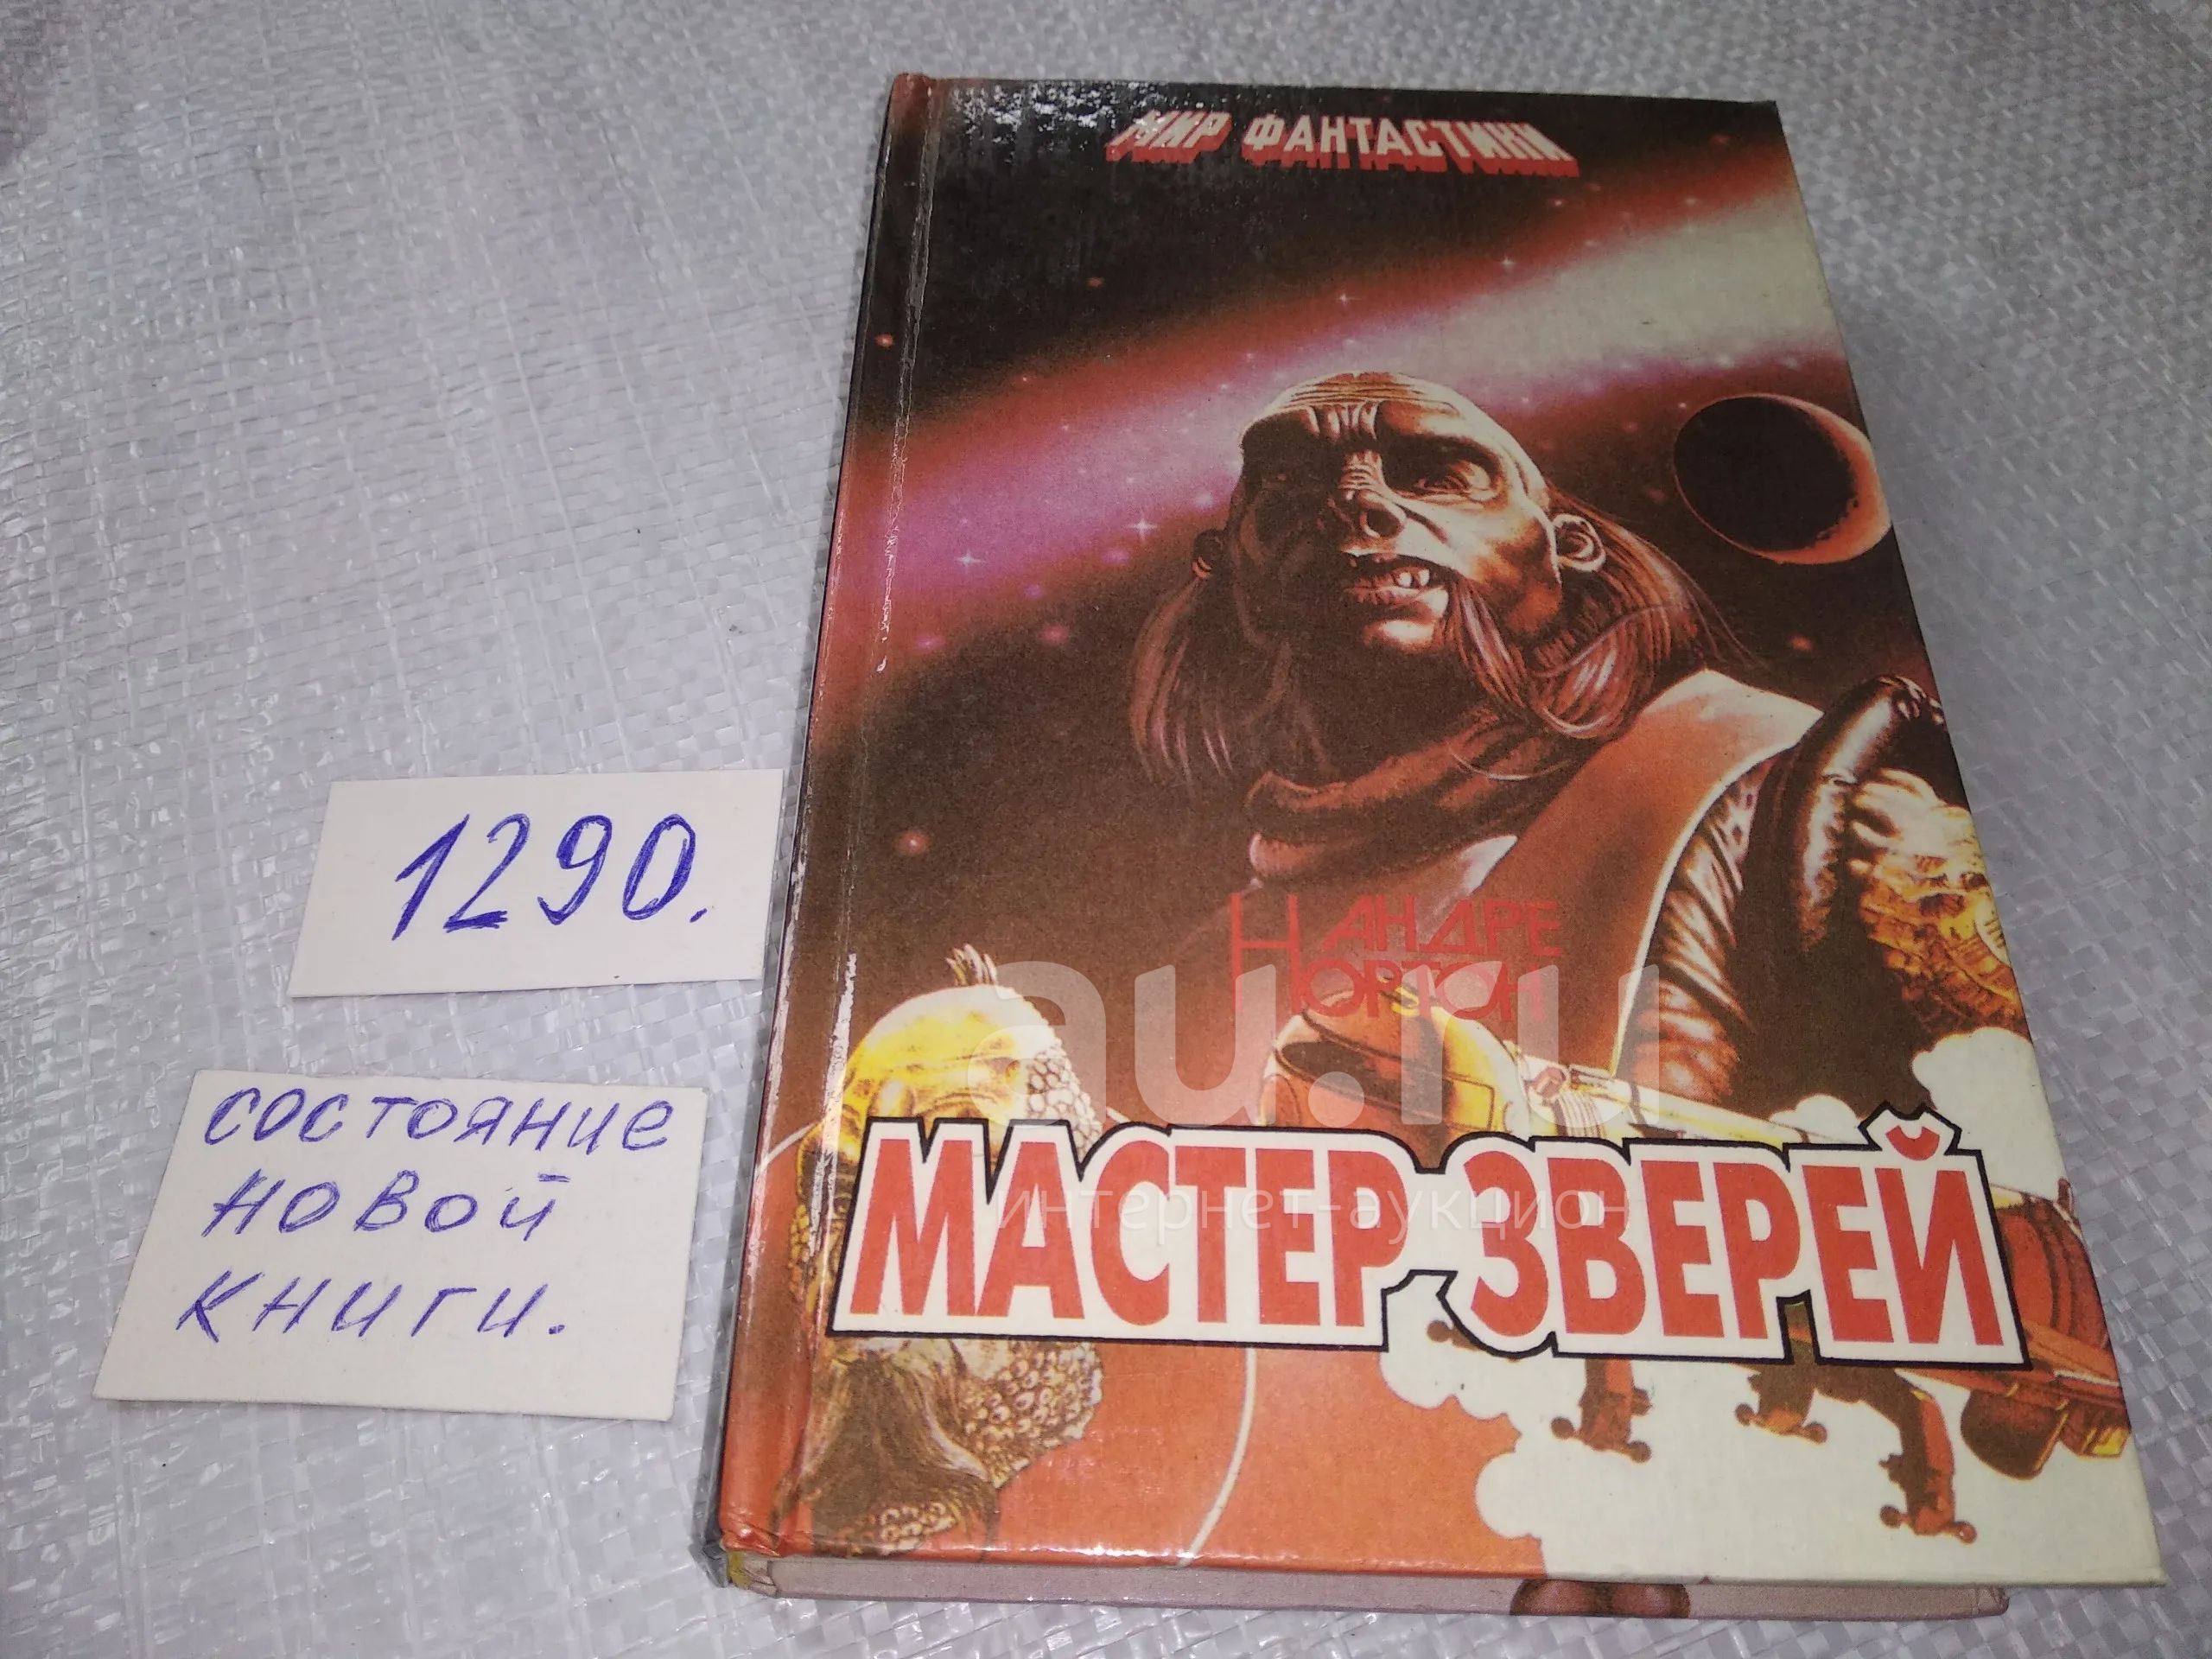 МИР ФАНТАСТИКИ
АНДРЕ
НОРТОН
МАСТЕР ЗВЕРЕЙ
1290.
состояние
новой
книги.
au.ru
интернет-аукцион